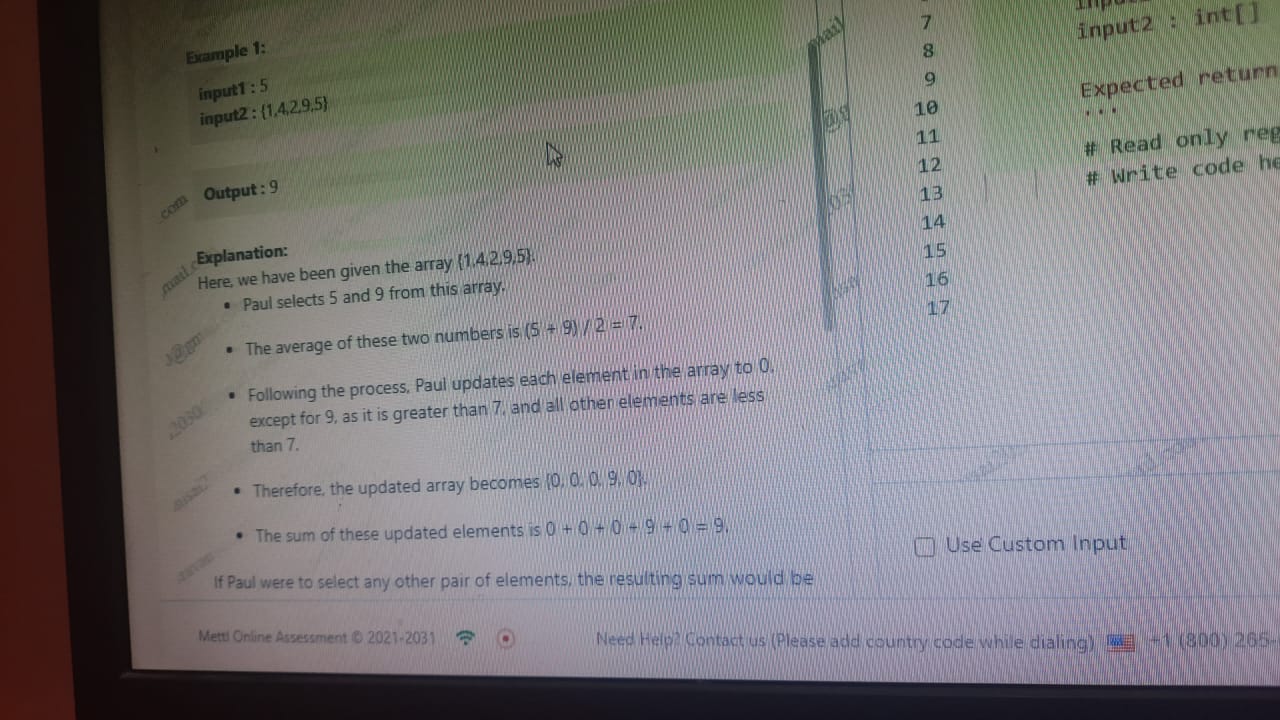 Example 1:
input1 : 5
input2 : {1,4,2,9,5}
Output : 9
Explanation:
Here, we have been given the array {1,4,2,9,5}.
• Paul selects 5 and 9 from this array.
• The average of these two numbers is (5 + 9) / 2 = 7.
• Following the process, Paul updates each element in the array to 0,
except for 9, as it is greater than 7, and all other elements are less
than 7.
• Therefore, the updated array becomes {0, 0, 0, 9, 0}.
• The sum of these updated elements is 0 + 0 + 0 + 9 + 0 = 9.
If Paul were to select any other pair of elements, the resulting sum would be
7
8
9
10
11
12
13
14
15
16
17
input2 : int[]
Expected return
'''
# Read only reg
# Write code he
Use Custom Input
Mettl Online Assessment © 2021-2031
Need Help? Contact us (Please add country code while dialing)
+1 (800) 265-